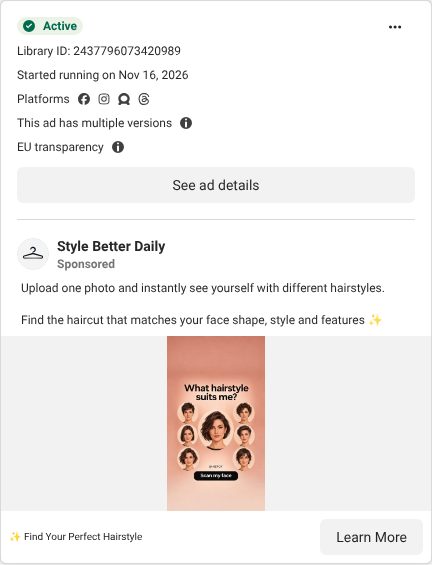 Active
Library ID: 2437796073420989
Started running on Nov 16, 2026
Platforms
This ad has multiple versions
EU transparency
See ad details
Style Better Daily
Sponsored
Upload one photo and instantly see yourself with different hairstyles.
Find the haircut that matches your face shape, style and features ✨
What hairstyle
suits me?
Scan my face
✨ Find Your Perfect Hairstyle
Learn More